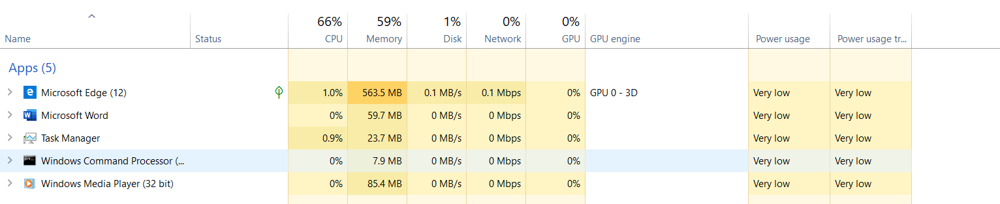 66% 59% 1% 0% 0%
Name Status CPU Memory Disk Network GPU GPU engine Power usage Power usage tr...
Apps (5)
Microsoft Edge (12) 1.0% 563.5 MB 0.1 MB/s 0.1 Mbps 0% GPU 0 - 3D Very low Very low
Microsoft Word 0% 59.7 MB 0 MB/s 0 Mbps 0% Very low Very low
Task Manager 0.9% 23.7 MB 0 MB/s 0 Mbps 0% Very low Very low
Windows Command Processor (... 0% 7.9 MB 0 MB/s 0 Mbps 0% Very low Very low
Windows Media Player (32 bit) 0% 85.4 MB 0 MB/s 0 Mbps 0% Very low Very low